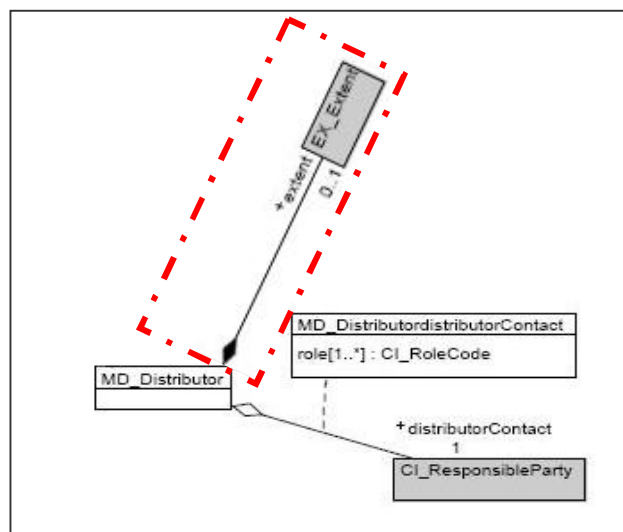 EX_Extent
+extent
0..1
MD_DistributordistributorContact
role[1..*] : CI_RoleCode
MD_Distributor
+distributorContact
1
CI_ResponsibleParty